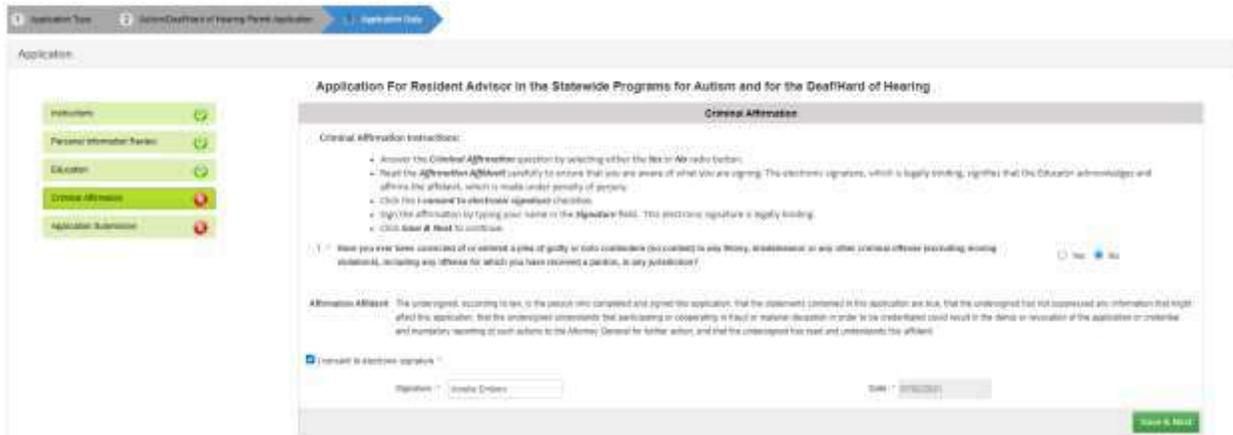 1 Application Type 2 Autism/Deaf/Hard of Hearing Permit Application 3 Application Data
Application
Application For Resident Advisor in the Statewide Programs for Autism and for the Deaf/Hard of Hearing
Instructions
Personal Information Review
Education
Criminal Affirmation
Application Submission
Criminal Affirmation
Criminal Affirmation Instructions:
• Answer the Criminal Affirmation question by selecting either the Yes or No radio button.
• Read the Affirmation Affidavit carefully to ensure that you are aware of what you are signing. The electronic signature, which is legally binding, signifies that the Educator acknowledges and
affirms the affidavit, which is made under penalty of perjury.
• Click the I consent to electronic signature checkbox.
• Sign the affirmation by typing your name in the Signature field. This electronic signature is legally binding.
• Click Save & Next to continue.
1 * Have you ever been convicted of or entered a plea of guilty or nolo contendere (no contest) to any felony, misdemeanor or any other criminal offense (excluding moving
violations), including any offense for which you have received a pardon, in any jurisdiction?
Yes No
Affirmation Affidavit The undersigned, according to law, is the person who completed and signed this application, that the statements contained in this application are true, that the undersigned has not suppressed any information that might
affect this application, that the undersigned understands that participating or cooperating in fraud or material deception in order to be credentialed could result in the denial or revocation of the application or credential
and mandatory reporting of such actions to the Attorney General for further action, and that the undersigned has read and understands this affidavit
I consent to electronic signature *
Signature *
Date *
Save & Next